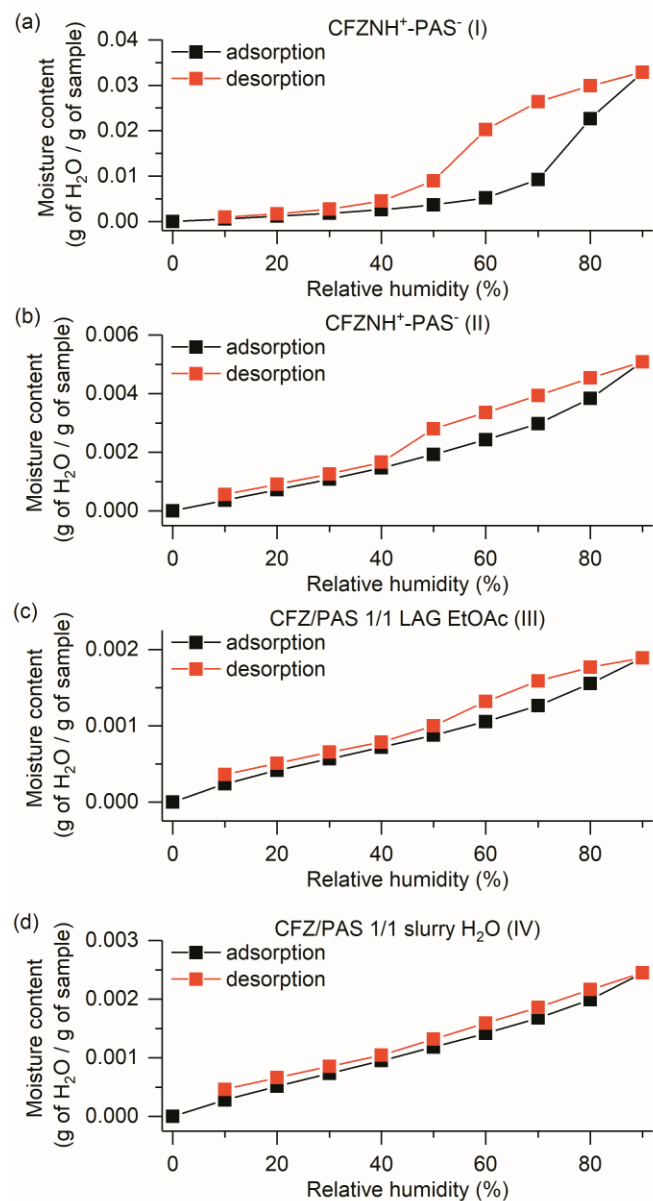 (a)
CFZNH⁺-PAS⁻ (I)
adsorption
desorption
Moisture content
(g of H₂O / g of sample)
0.04
0.03
0.02
0.01
0.00
0 20 40 60 80
Relative humidity (%)
(b)
CFZNH⁺-PAS⁻ (II)
adsorption
desorption
Moisture content
(g of H₂O / g of sample)
0.006
0.004
0.002
0.000
0 20 40 60 80
Relative humidity (%)
(c)
CFZ/PAS 1/1 LAG EtOAc (III)
adsorption
desorption
Moisture content
(g of H₂O / g of sample)
0.002
0.001
0.000
0 20 40 60 80
Relative humidity (%)
(d)
CFZ/PAS 1/1 slurry H₂O (IV)
adsorption
desorption
Moisture content
(g of H₂O / g of sample)
0.003
0.002
0.001
0.000
0 20 40 60 80
Relative humidity (%)